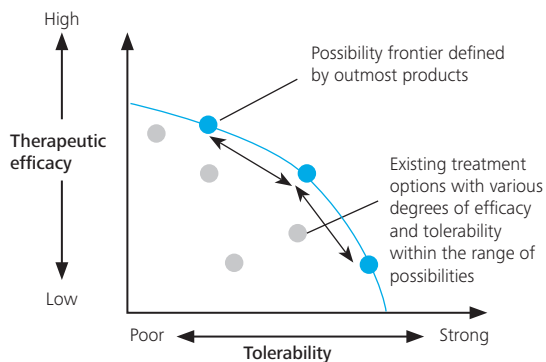 High
Therapeutic
efficacy
Low
Possibility frontier defined
by outmost products
Existing treatment
options with various
degrees of efficacy
and tolerability
within the range of
possibilities
Poor
Strong
Tolerability